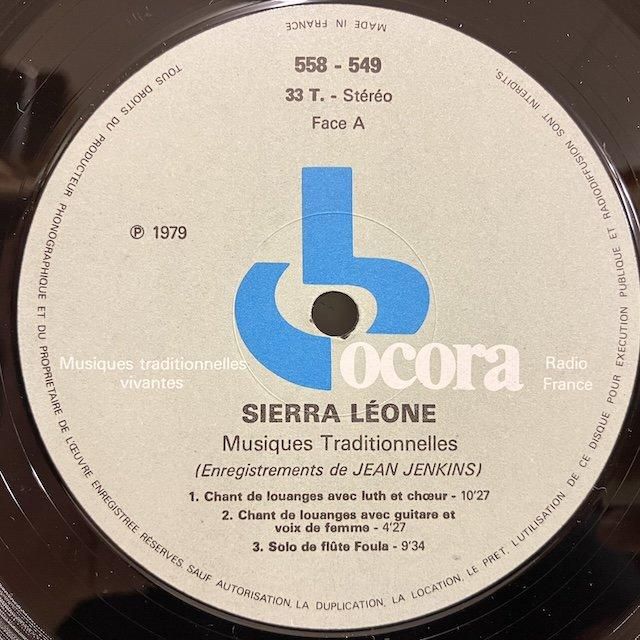 MADE IN FRANCE
558 - 549
33 T. - Stéréo
Face A
℗ 1979
Musiques traditionnelles
vivantes
ocora
Radio
France
SIERRA LÉONE
Musiques Traditionnelles
(Enregistrements de JEAN JENKINS)
1. Chant de louanges avec luth et chœur - 10'27
2. Chant de louanges avec guitare et
voix de femme - 4'27
3. Solo de flûte Foula - 9'34
TOUS DROITS DU PRODUCTEUR PHONOGRAPHIQUE ET DU PROPRIETAIRE DE L'ŒUVRE ENREGISTREE RÉSERVES. SAUF AUTORISATION, LA DUPLICATION, LA LOCATION, LE PRET, L'UTILISATION DE CE DISQUE POUR EXECUTION PUBLIQUE ET RADIODIFFUSION SONT INTERDITS.